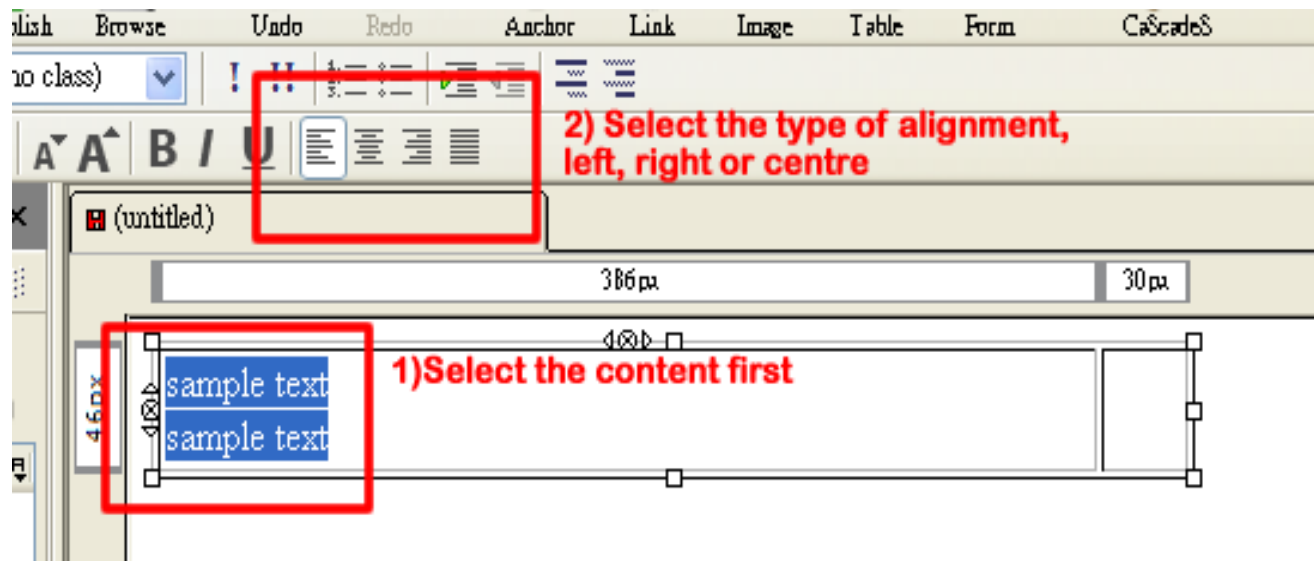 plish Browse Undo Redo Anchor Link Image Table Form CaScadeS
no class)
2) Select the type of alignment,
A A B I U
left, right or centre
(untitled)
386px 30px
1)Select the content first
46px
sample text
sample text